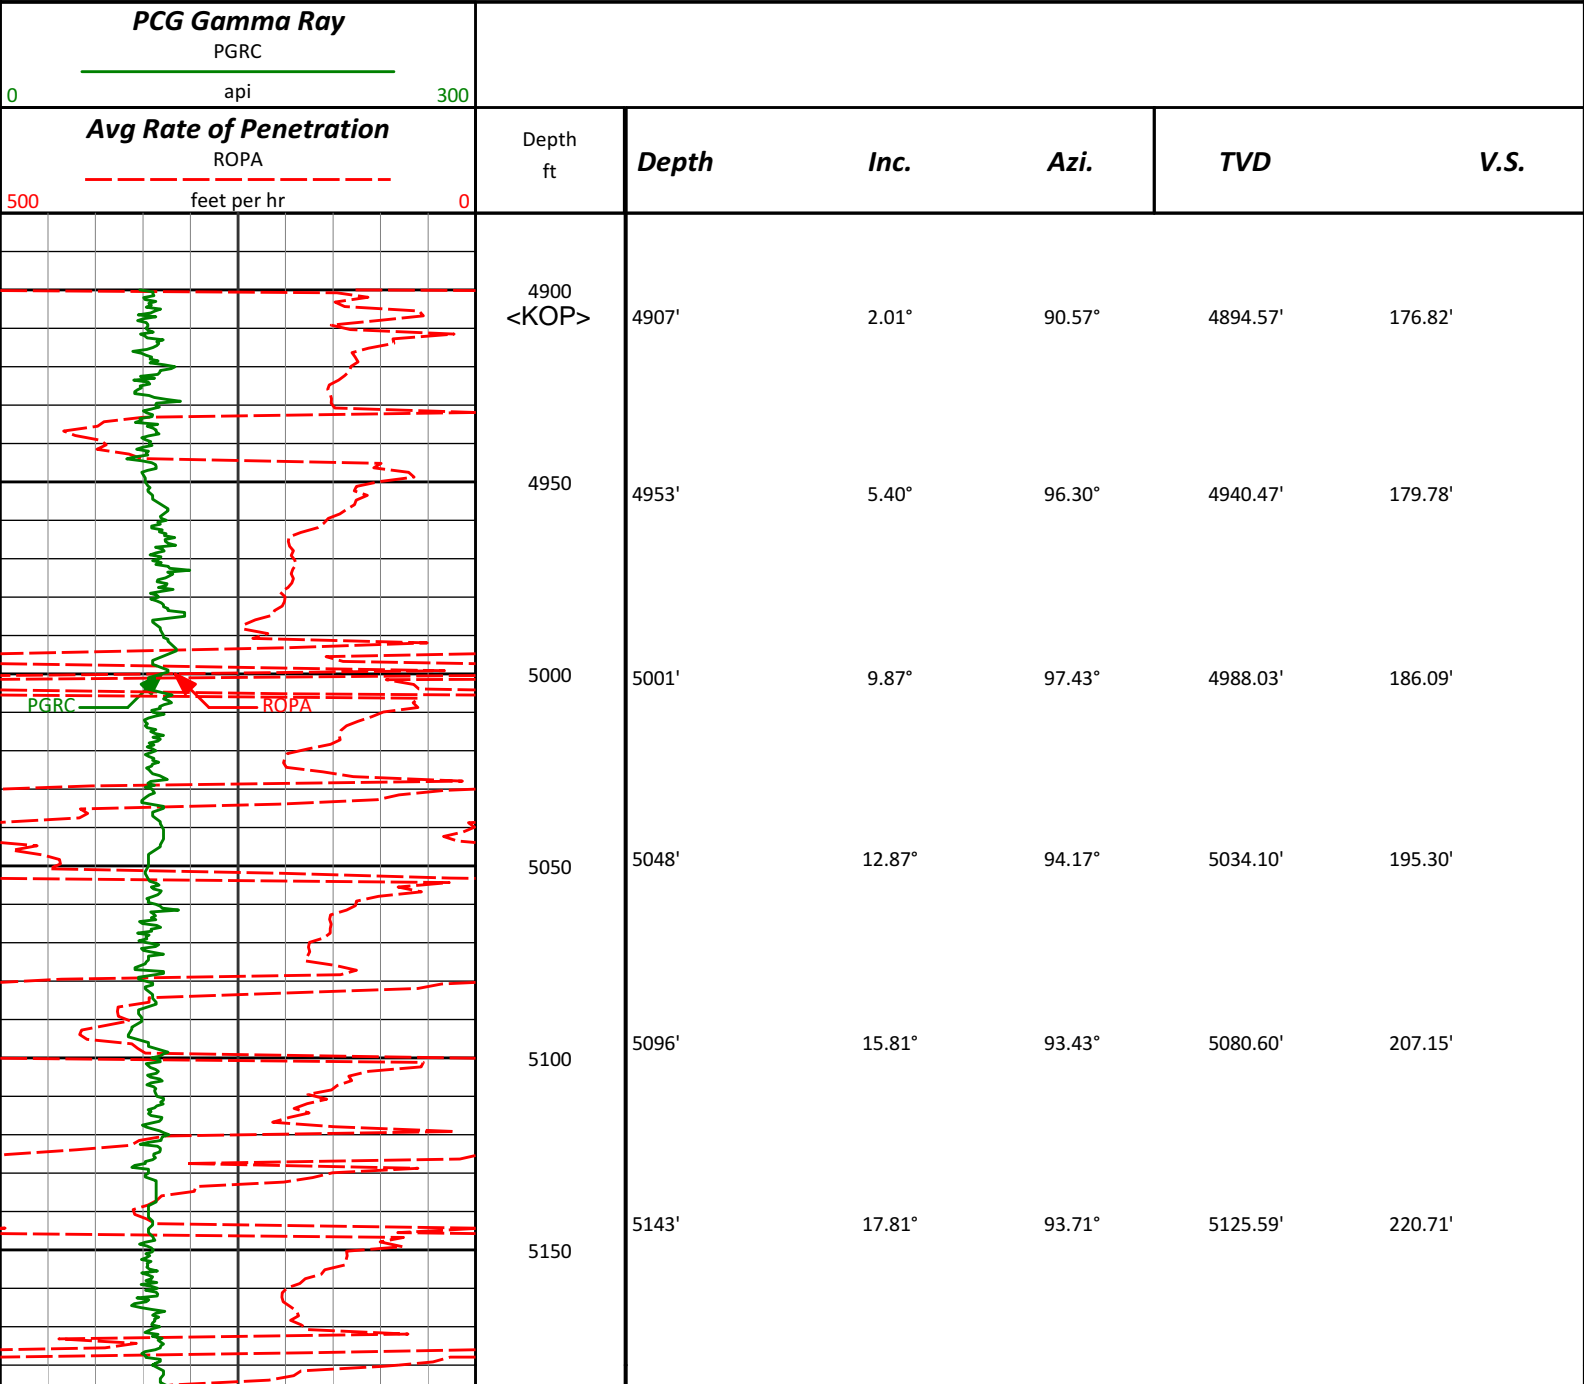 PCG Gamma Ray
PGRC
0 api 300
Avg Rate of Penetration
ROPA
500 feet per hr 0
Depth
ft
Depth Inc. Azi. TVD V.S.
4900
<KOP> 4907' 2.01° 90.57° 4894.57' 176.82'
4950
4953' 5.40° 96.30° 4940.47' 179.78'
5000
5001' 9.87° 97.43° 4988.03' 186.09'
PGRC ROPA
5048' 12.87° 94.17° 5034.10' 195.30'
5050
5096' 15.81° 93.43° 5080.60' 207.15'
5100
5143' 17.81° 93.71° 5125.59' 220.71'
5150